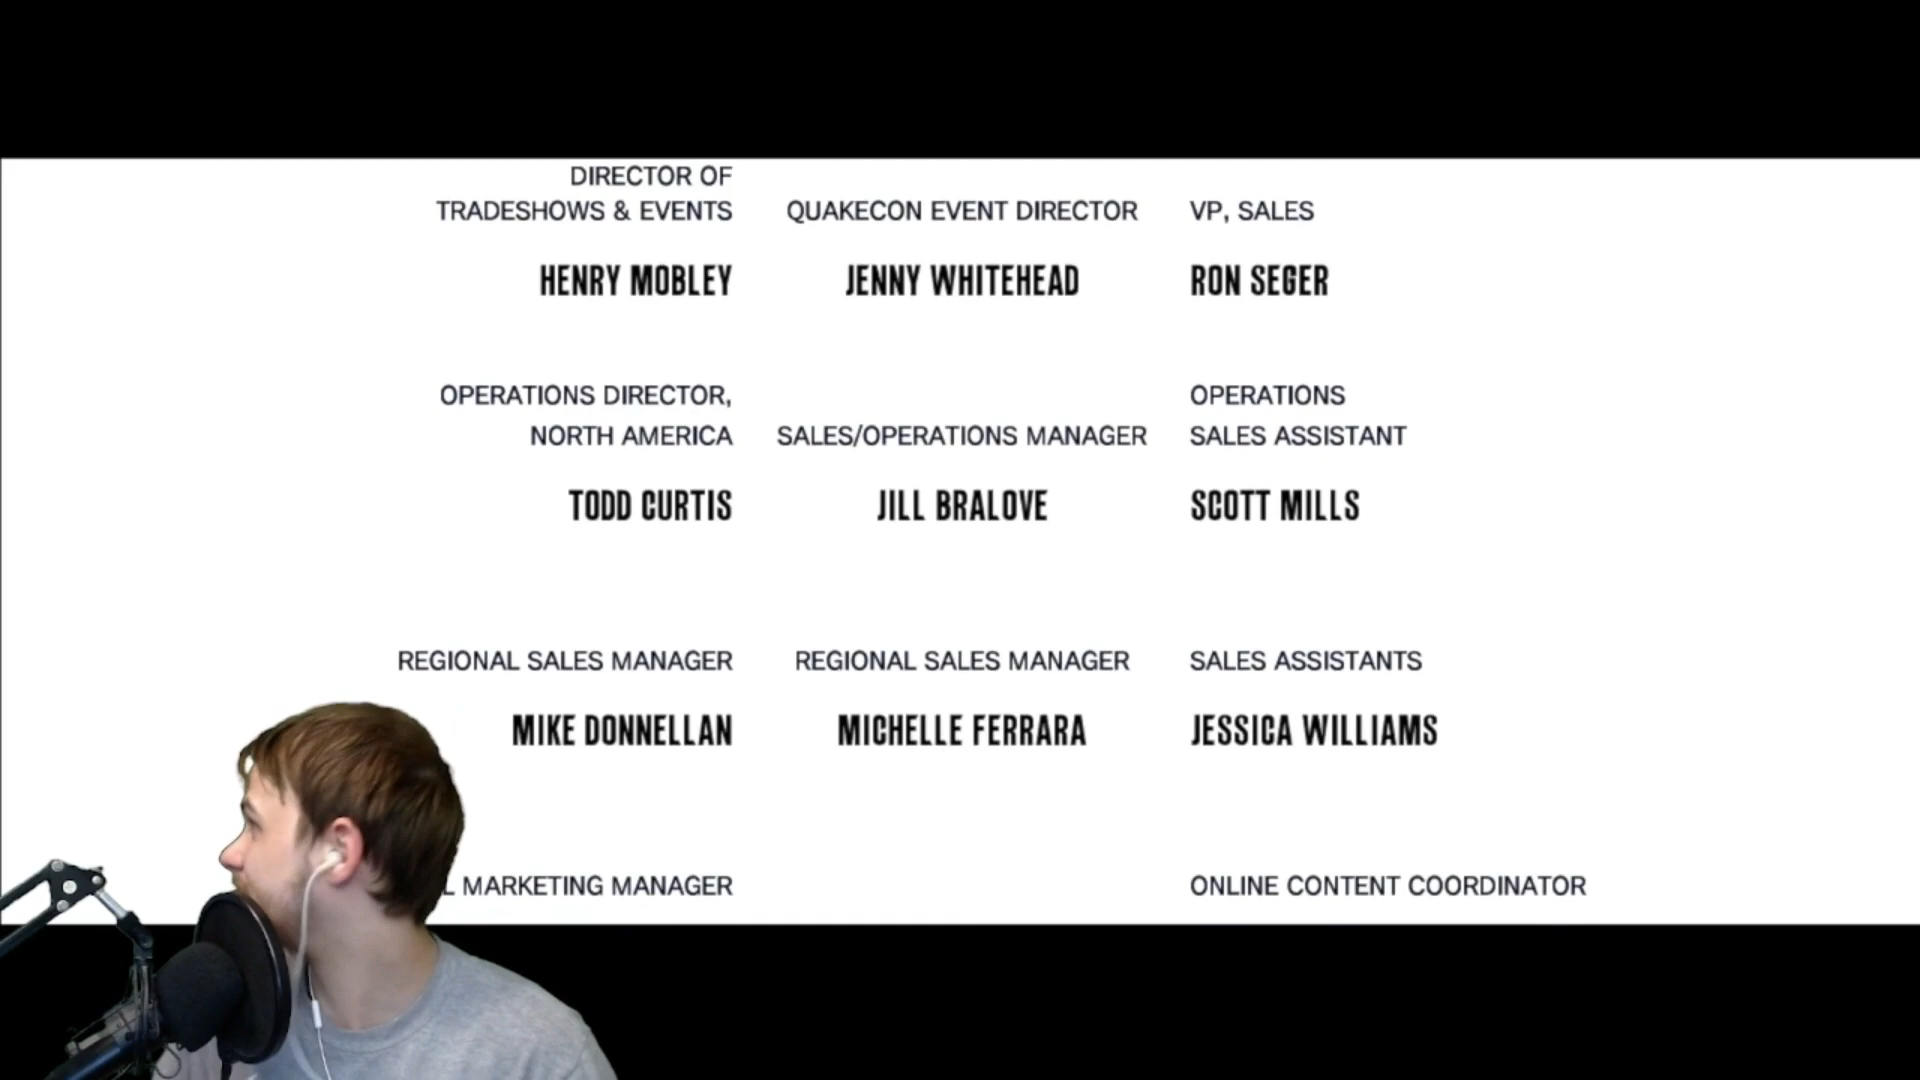 DIRECTOR OF
TRADESHOWS & EVENTS
HENRY MOBLEY
QUAKECON EVENT DIRECTOR
JENNY WHITEHEAD
VP, SALES
RON SEGER
OPERATIONS DIRECTOR,
NORTH AMERICA
TODD CURTIS
SALES/OPERATIONS MANAGER
JILL BRALOVE
OPERATIONS
SALES ASSISTANT
SCOTT MILLS
REGIONAL SALES MANAGER
MIKE DONNELLAN
REGIONAL SALES MANAGER
MICHELLE FERRARA
SALES ASSISTANTS
JESSICA WILLIAMS
MARKETING MANAGER
ONLINE CONTENT COORDINATOR